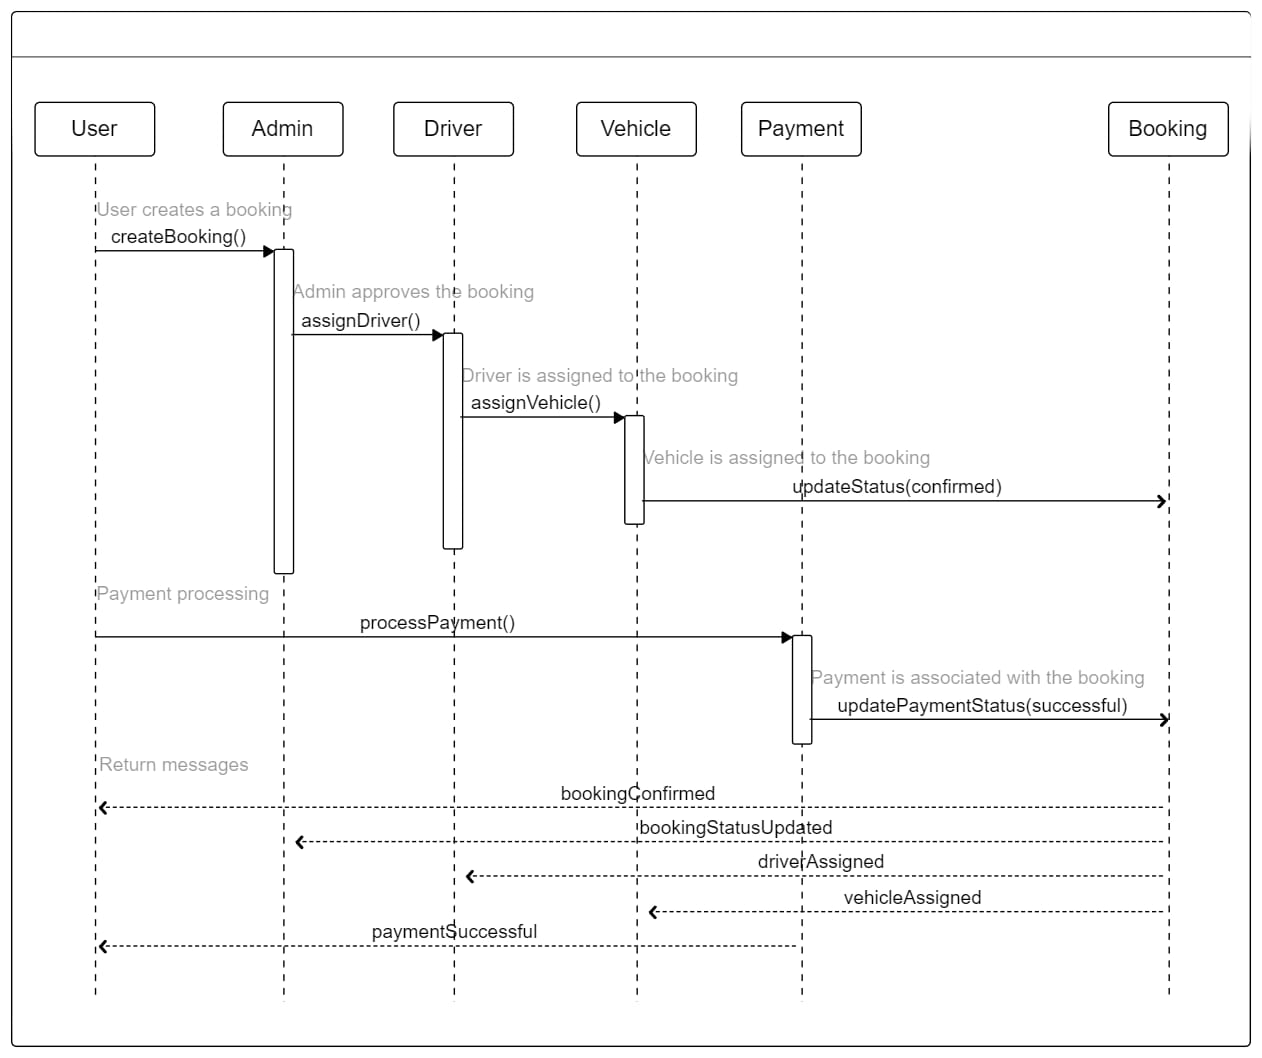 User Admin Driver Vehicle Payment Booking
User creates a booking
createBooking()
Admin approves the booking
assignDriver()
Driver is assigned to the booking
assignVehicle()
Vehicle is assigned to the booking
updateStatus(confirmed)
Payment processing
processPayment()
Payment is associated with the booking
updatePaymentStatus(successful)
Return messages
bookingConfirmed
bookingStatusUpdated
driverAssigned
vehicleAssigned
paymentSuccessful